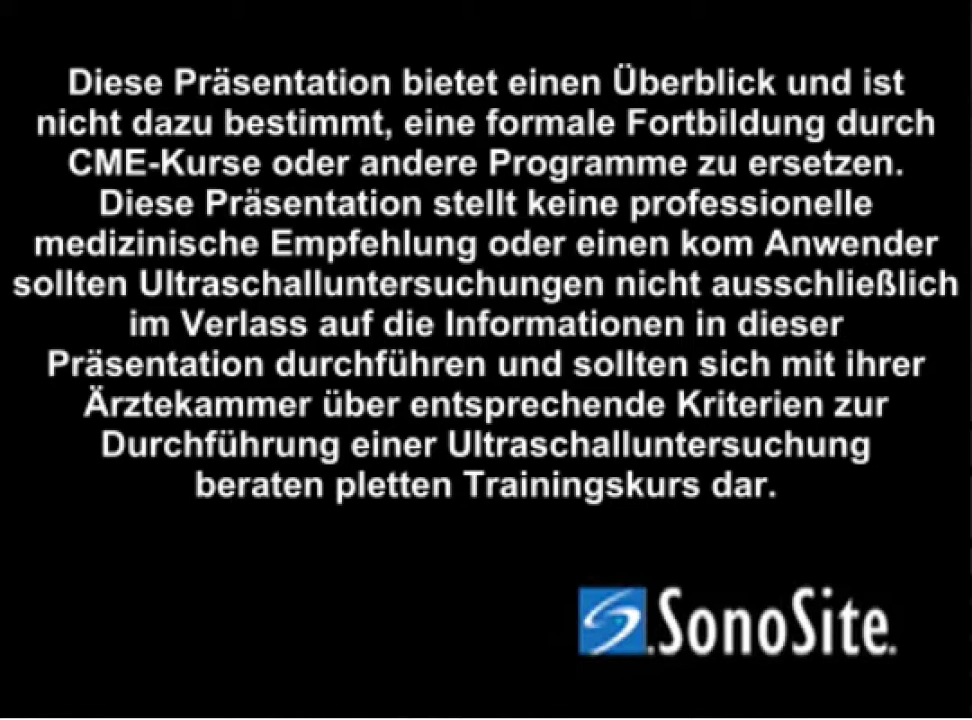 Diese Präsentation bietet einen Überblick und ist
nicht dazu bestimmt, eine formale Fortbildung durch
CME-Kurse oder andere Programme zu ersetzen.
Diese Präsentation stellt keine professionelle
medizinische Empfehlung oder einen kom Anwender
sollten Ultraschalluntersuchungen nicht ausschließlich
im Verlass auf die Informationen in dieser
Präsentation durchführen und sollten sich mit ihrer
Ärztekammer über entsprechende Kriterien zur
Durchführung einer Ultraschalluntersuchung
beraten pletten Trainingskurs dar.
SonoSite.